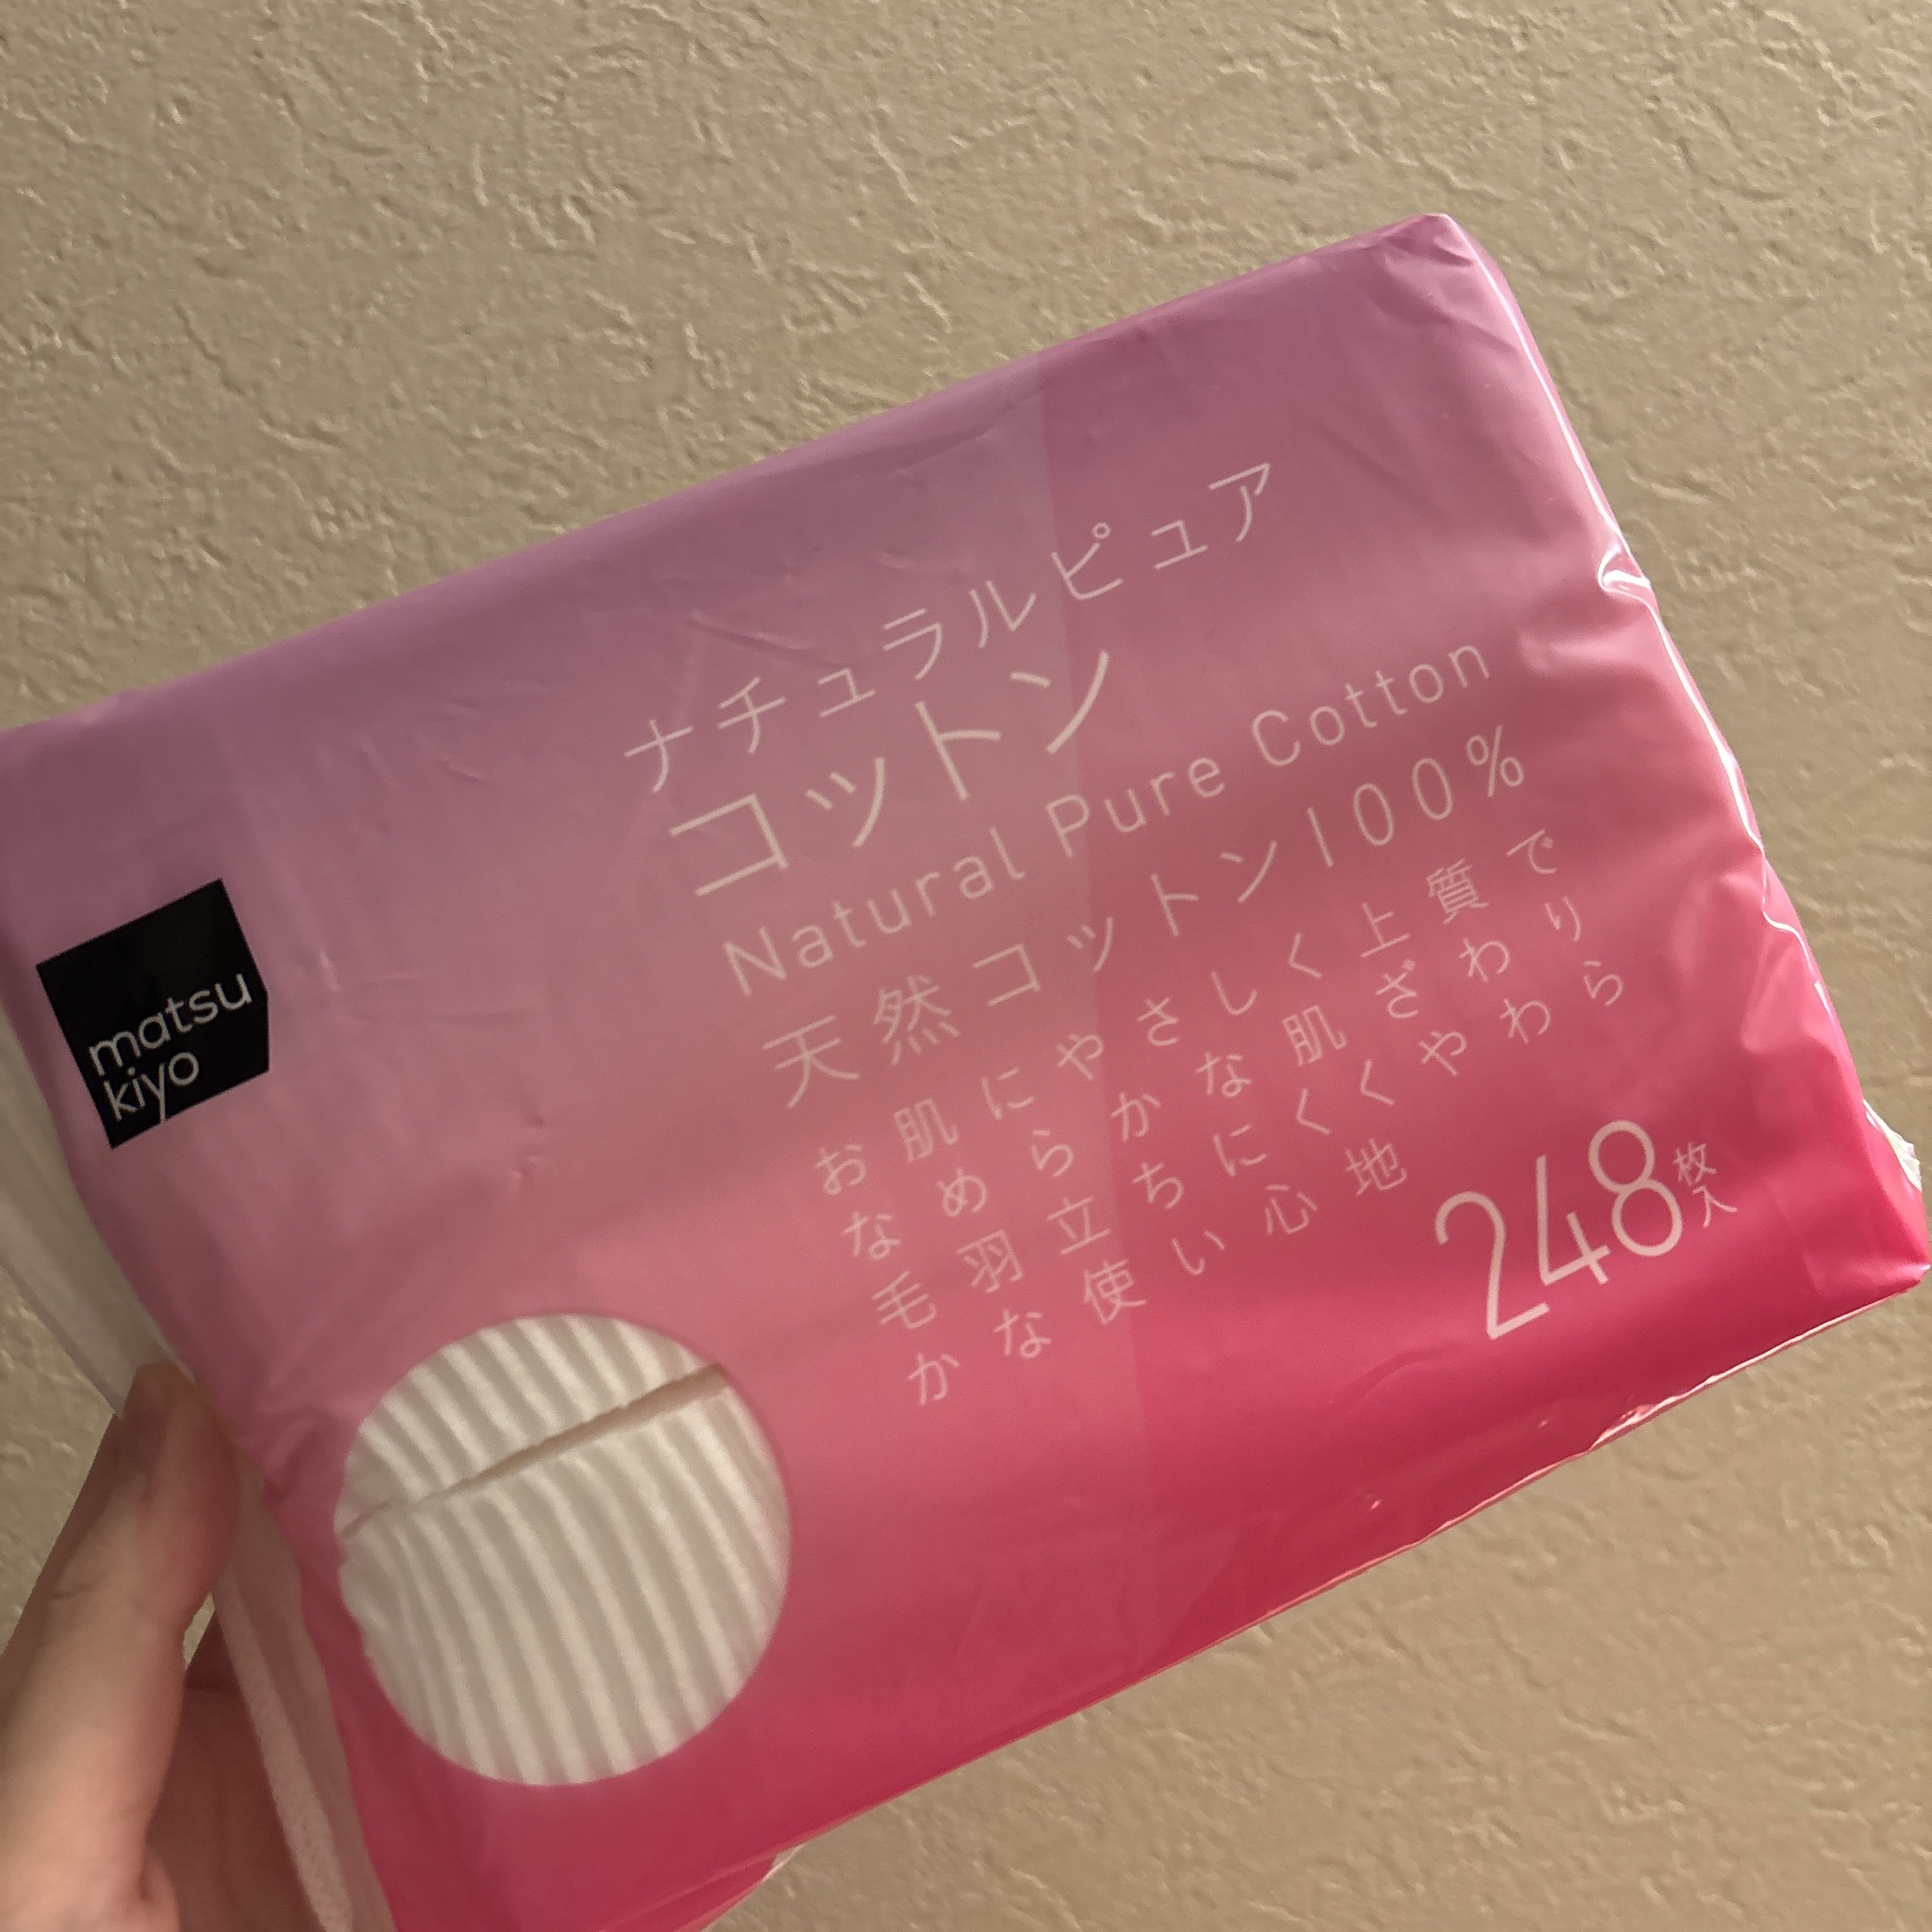 matsu
kiyo
ナチュラルピュア
コットン
Natural Pure Cotton
天然コットン100%
お肌にやさしく上質で
なめらかな肌ざわり
毛羽立ちにくくやわら
かな使い心地
248枚入